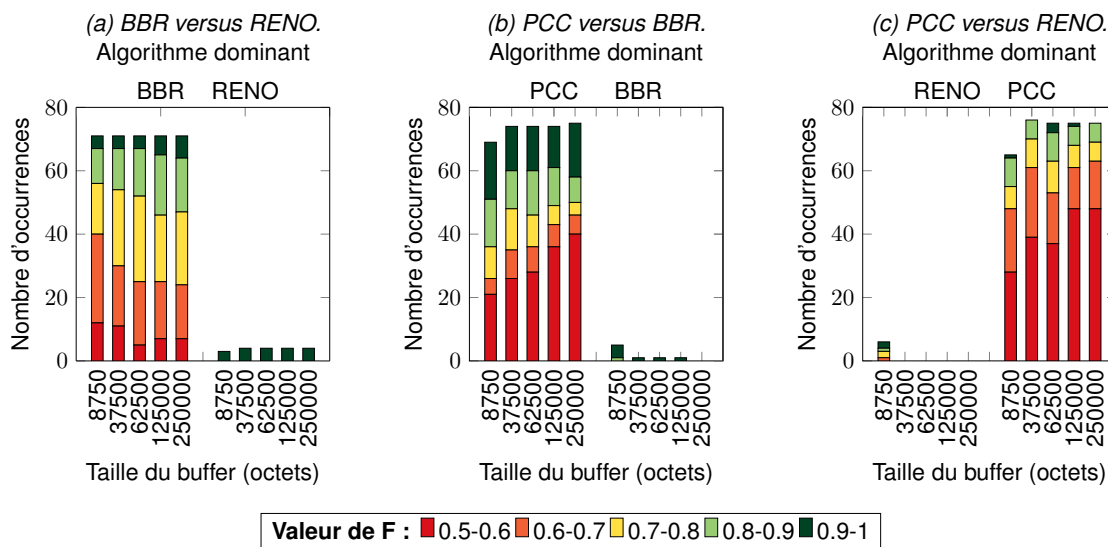 (a) BBR versus RENO.
Algorithme dominant
BBR RENO
Nombre d'occurrences
80
60
40
20
0
8750
37500
62500
125000
250000
8750
37500
62500
125000
250000
Taille du buffer (octets)
(b) PCC versus BBR.
Algorithme dominant
PCC BBR
Nombre d'occurrences
80
60
40
20
0
8750
37500
62500
125000
250000
8750
37500
62500
125000
250000
Taille du buffer (octets)
(c) PCC versus RENO.
Algorithme dominant
RENO PCC
Nombre d'occurrences
80
60
40
20
0
8750
37500
62500
125000
250000
8750
37500
62500
125000
250000
Taille du buffer (octets)
Valeur de F : 0.5-0.6 0.6-0.7 0.7-0.8 0.8-0.9 0.9-1